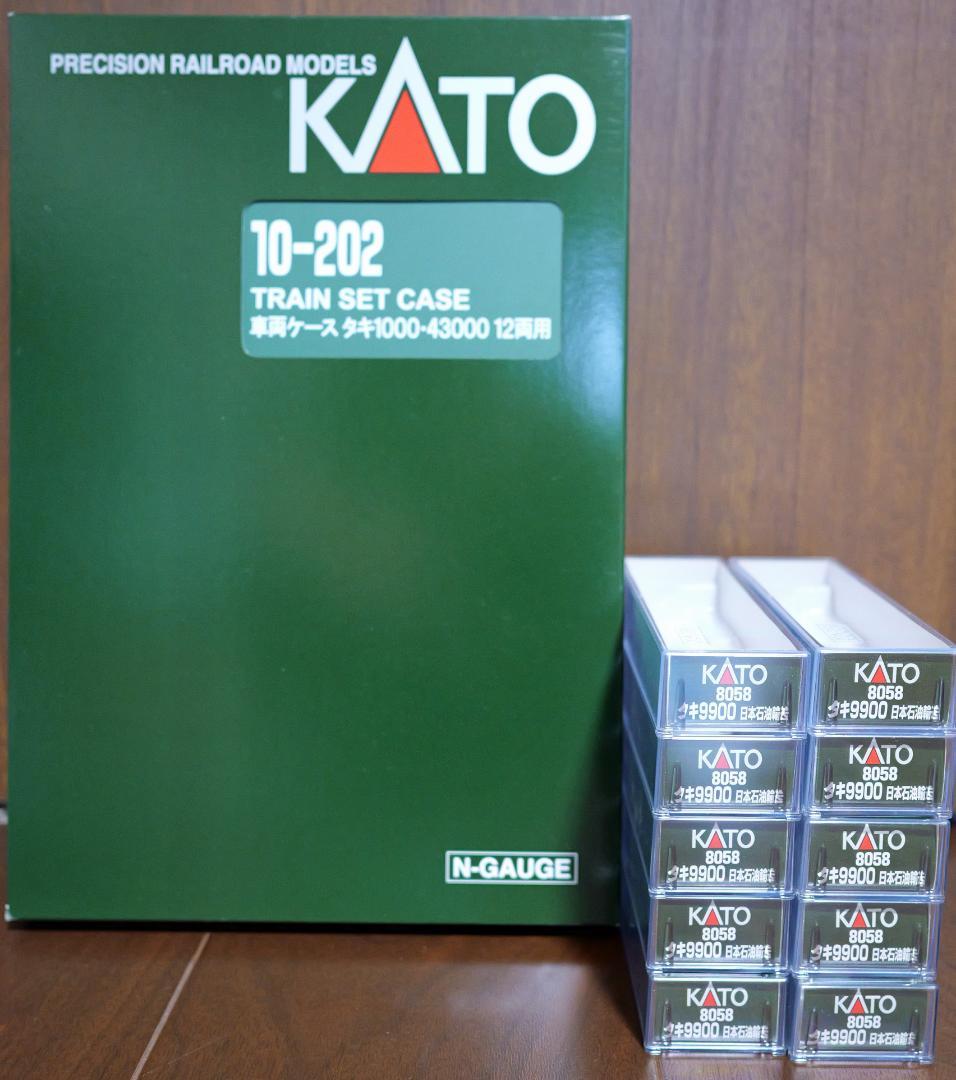 PRECISION RAILROAD MODELS
KATO
10-202
TRAIN SET CASE
車両ケース タキ1000・43000 12両用
N-GAUGE
KATO
8058
タキ9900 日本石油輸送
KATO
8058
タキ9900 日本石油輸送
KATO
8058
タキ9900 日本石油輸送
KATO
8058
タキ9900 日本石油輸送
KATO
8058
タキ9900 日本石油輸送
KATO
8058
タキ9900 日本石油輸送
KATO
8058
タキ9900 日本石油輸送
KATO
8058
タキ9900 日本石油輸送
KATO
8058
タキ9900 日本石油輸送
KATO
8058
タキ9900 日本石油輸送